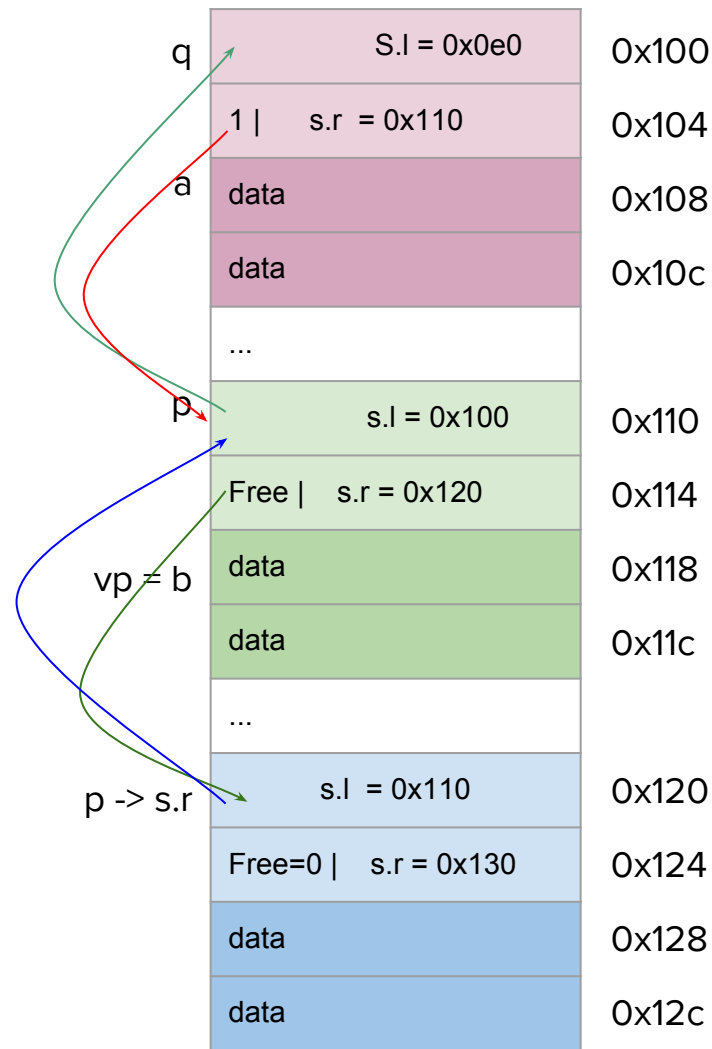 q S.l = 0x0e0 0x100
1 | s.r = 0x110 0x104
a data 0x108
data 0x10c
...
p s.l = 0x100 0x110
Free | s.r = 0x120 0x114
vp = b data 0x118
data 0x11c
...
p -> s.r s.l = 0x110 0x120
Free=0 | s.r = 0x130 0x124
data 0x128
data 0x12c